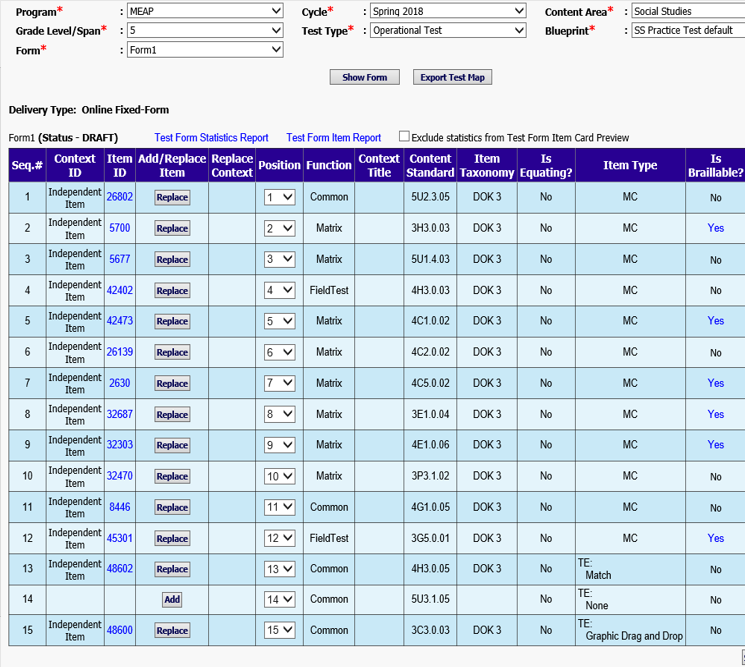 Program* : MEAP Cycle* : Spring 2018 Content Area* : Social Studies
Grade Level/Span* : 5 Test Type* : Operational Test Blueprint* : SS Practice Test default
Form* : Form1
Show Form Export Test Map
Delivery Type: Online Fixed-Form
Form1 (Status - DRAFT) Test Form Statistics Report Test Form Item Report Exclude statistics from Test Form Item Card Preview
Seq.# Context ID Item ID Add/Replace Item Replace Context Position Function Context Title Content Standard Item Taxonomy Is Equating? Item Type Is Braillable?
1 Independent Item 26802 Replace 1 Common 5U2.3.05 DOK 3 No MC No
2 Independent Item 5700 Replace 2 Matrix 3H3.0.03 DOK 3 No MC Yes
3 Independent Item 5677 Replace 3 Matrix 5U1.4.03 DOK 3 No MC No
4 Independent Item 42402 Replace 4 FieldTest 4H3.0.03 DOK 3 No MC No
5 Independent Item 42473 Replace 5 Matrix 4C1.0.02 DOK 3 No MC Yes
6 Independent Item 26139 Replace 6 Matrix 4C2.0.02 DOK 3 No MC No
7 Independent Item 2630 Replace 7 Matrix 4C5.0.02 DOK 3 No MC Yes
8 Independent Item 32687 Replace 8 Matrix 3E1.0.04 DOK 3 No MC Yes
9 Independent Item 32303 Replace 9 Matrix 4E1.0.06 DOK 3 No MC Yes
10 Independent Item 32470 Replace 10 Matrix 3P3.1.02 DOK 3 No MC No
11 Independent Item 8446 Replace 11 Common 4G1.0.05 DOK 3 No MC No
12 Independent Item 45301 Replace 12 FieldTest 3G5.0.01 DOK 3 No MC Yes
13 Independent Item 48602 Replace 13 Common 4H3.0.05 DOK 3 No TE: Match No
14 Add 14 Common 5U3.1.05 No TE: None No
15 Independent Item 48600 Replace 15 Common 3C3.0.03 DOK 3 No TE: Graphic Drag and Drop No